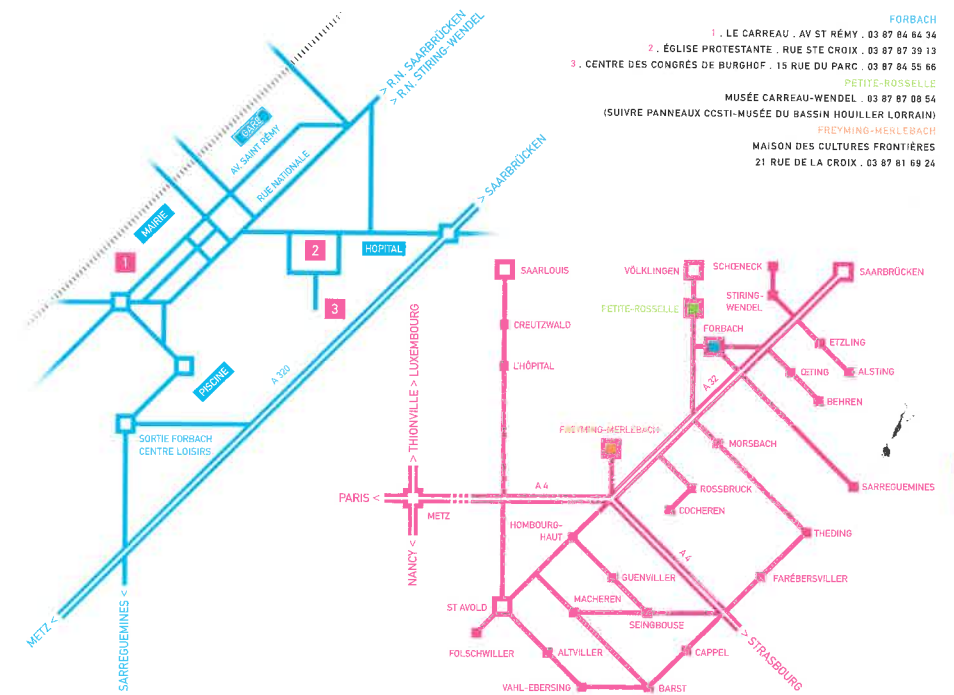 FORBACH
1 . LE CARREAU . AV ST RÉMY . 03 87 84 64 34
2 . ÉGLISE PROTESTANTE . RUE STE CROIX . 03 87 97 39 13
3 . CENTRE DES CONGRÉS DE BURGHOF . 15 RUE DU PARC . 03 87 84 55 66
PETITE-ROSSELLE
MUSÉE CARREAU-WENDEL . 03 87 87 08 54
(SUIVRE PANNEAUX CCSTI-MUSÉE DU BASSIN HOUILLER LORRAIN)
FREYMING-MERLEBACH
MAISON DES CULTURES FRONTIÈRES
21 RUE DE LA CROIX . 03 87 81 69 24
> R.N. SAARBRÜCKEN
> R.N. STIRING-WENDEL
GARE
AV. SAINT RÉMY
RUE NATIONALE
> SAARBRÜCKEN
MAIRIE
1
2
HOPITAL
3
PISCINE
A 320
SORTIE FORBACH
CENTRE LOISIRS
METZ <
SARREGUEMINES <
SAARLOUIS
VÖLKLINGEN
SCHŒNECK
SAARBRÜCKEN
STIRING-
WENDEL
PETITE-ROSSELLE
CREUTZWALD
FORBACH
ETZLING
L'HÔPITAL
ŒTING
ALSTING
A 32
BEHREN
> THIONVILLE > LUXEMBOURG
FREYMING-MERLEBACH
MORSBACH
A 4
ROSSBRUCK
SARREGUEMINES
PARIS <
METZ
COCHEREN
HOMBOURG-
HAUT
THEDING
NANCY <
A 4
GUENVILLER
FARÉBERSVILLER
MACHEREN
ST AVOLD
SEINGBOUSE
FOLSCHWILLER
ALTVILLER
CAPPEL
> STRASBOURG
VAHL-EBERSING
BARST